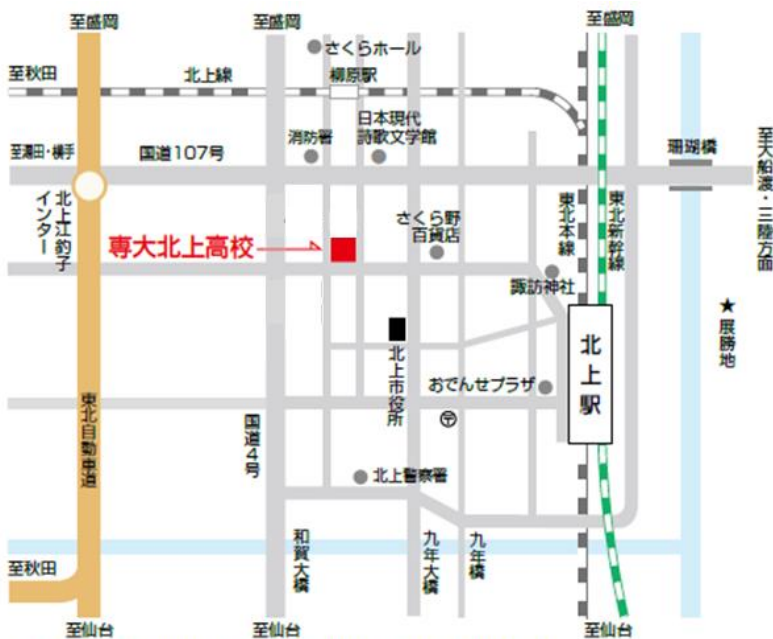 至盛岡
至盛岡
至盛岡
さくらホール
至秋田
北上線
柳原駅
日本現代
詩歌文学館
消防署
至湯田・横手
国道107号
珊瑚橋
至大船渡・三陸方面
北上江釣子
インター
専大北上高校
さくら野
百貨店
東北本線
東北新幹線
諏訪神社
★
展勝地
北上駅
北上市役所
おでんせプラザ
〒
東北自動車道
国道4号
北上警察署
和賀大橋
九年大橋
九年橋
至秋田
至仙台
至仙台
至仙台